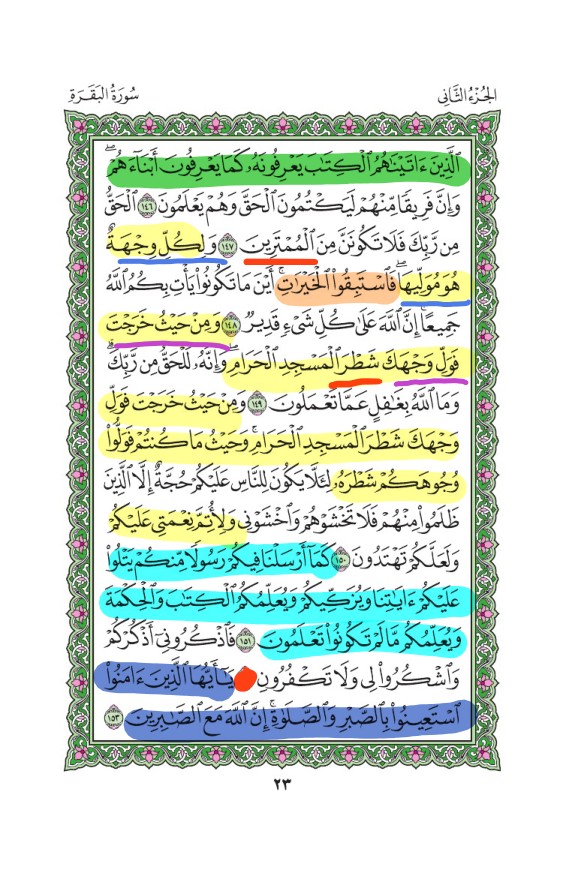 سُورَةُ البَقَرَةِ
الجُزْءُ الثَّانِي
ٱلَّذِينَ ءَاتَيْنَٰهُمُ ٱلْكِتَٰبَ يَعْرِفُونَهُۥ كَمَا يَعْرِفُونَ أَبْنَآءَهُمْۖ
وَإِنَّ فَرِيقًا مِّنْهُمْ لَيَكْتُمُونَ ٱلْحَقَّ وَهُمْ يَعْلَمُونَ ١٤٦ ٱلْحَقُّ
مِن رَّبِّكَ فَلَا تَكُونَنَّ مِنَ ٱلْمُمْتَرِينَ ١٤٧ وَلِكُلٍّ وِجْهَةٌ
هُوَ مُوَلِّيهَاۖ فَٱسْتَبِقُوا۟ ٱلْخَيْرَٰتِۚ أَيْنَ مَا تَكُونُوا۟ يَأْتِ بِكُمُ ٱللَّهُ
جَمِيعًاۚ إِنَّ ٱللَّهَ عَلَىٰ كُلِّ شَىْءٍ قَدِيرٌ ١٤٨ وَمِنْ حَيْثُ خَرَجْتَ
فَوَلِّ وَجْهَكَ شَطْرَ ٱلْمَسْجِدِ ٱلْحَرَامِۖ وَإِنَّهُۥ لَلْحَقُّ مِن رَّبِّكَۗ
وَمَا ٱللَّهُ بِغَٰفِلٍ عَمَّا تَعْمَلُونَ ١٤٩ وَمِنْ حَيْثُ خَرَجْتَ فَوَلِّ
وَجْهَكَ شَطْرَ ٱلْمَسْجِدِ ٱلْحَرَامِۚ وَحَيْثُ مَا كُنتُمْ فَوَلُّوا۟
وُجُوهَكُمْ شَطْرَهُۥ لِئَلَّا يَكُونَ لِلنَّاسِ عَلَيْكُمْ حُجَّةٌ إِلَّا ٱلَّذِينَ
ظَلَمُوا۟ مِنْهُمْ فَلَا تَخْشَوْهُمْ وَٱخْشَوْنِى وَلِأُتِمَّ نِعْمَتِى عَلَيْكُمْ
وَلَعَلَّكُمْ تَهْتَدُونَ ١٥٠ كَمَآ أَرْسَلْنَا فِيكُمْ رَسُولًا مِّنكُمْ يَتْلُوا۟
عَلَيْكُمْ ءَايَٰتِنَا وَيُزَكِّيكُمْ وَيُعَلِّمُكُمُ ٱلْكِتَٰبَ وَٱلْحِكْمَةَ
وَيُعَلِّمُكُم مَّا لَمْ تَكُونُوا۟ تَعْلَمُونَ ١٥١ فَٱذْكُرُونِىٓ أَذْكُرْكُمْ
وَٱشْكُرُوا۟ لِى وَلَا تَكْفُرُونِ يَٰٓأَيُّهَا ٱلَّذِينَ ءَامَنُوا۟
ٱسْتَعِينُوا۟ بِٱلصَّبْرِ وَٱلصَّلَوٰةِۚ إِنَّ ٱللَّهَ مَعَ ٱلصَّٰبِرِينَ ١٥٣
٢٣